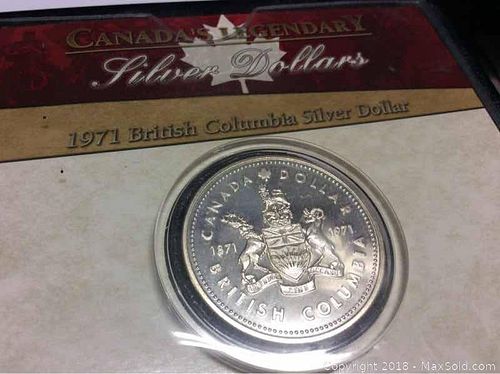 CANADA'S LEGENDARY
Silver Dollars
1971 British Columbia Silver Dollar
CANADA DOLLAR
1871 1971
BRITISH COLUMBIA
Copyright 2018 - MaxSold.com